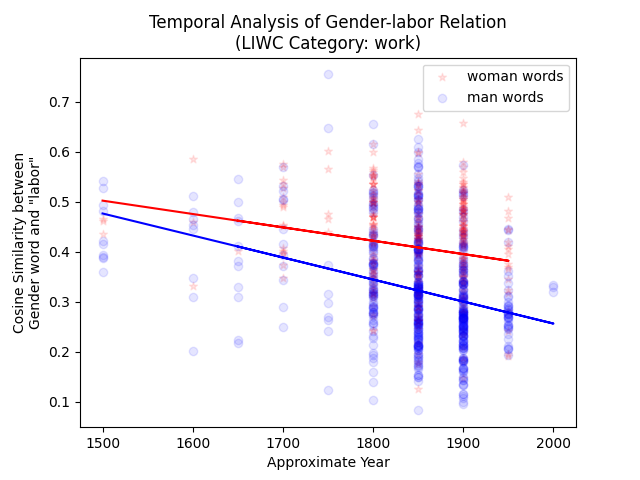 Temporal Analysis of Gender-labor Relation
(LIWC Category: work)
woman words
man words
Cosine Similarity between
Gender word and "labor"
0.7
0.6
0.5
0.4
0.3
0.2
0.1
1500 1600 1700 1800 1900 2000
Approximate Year